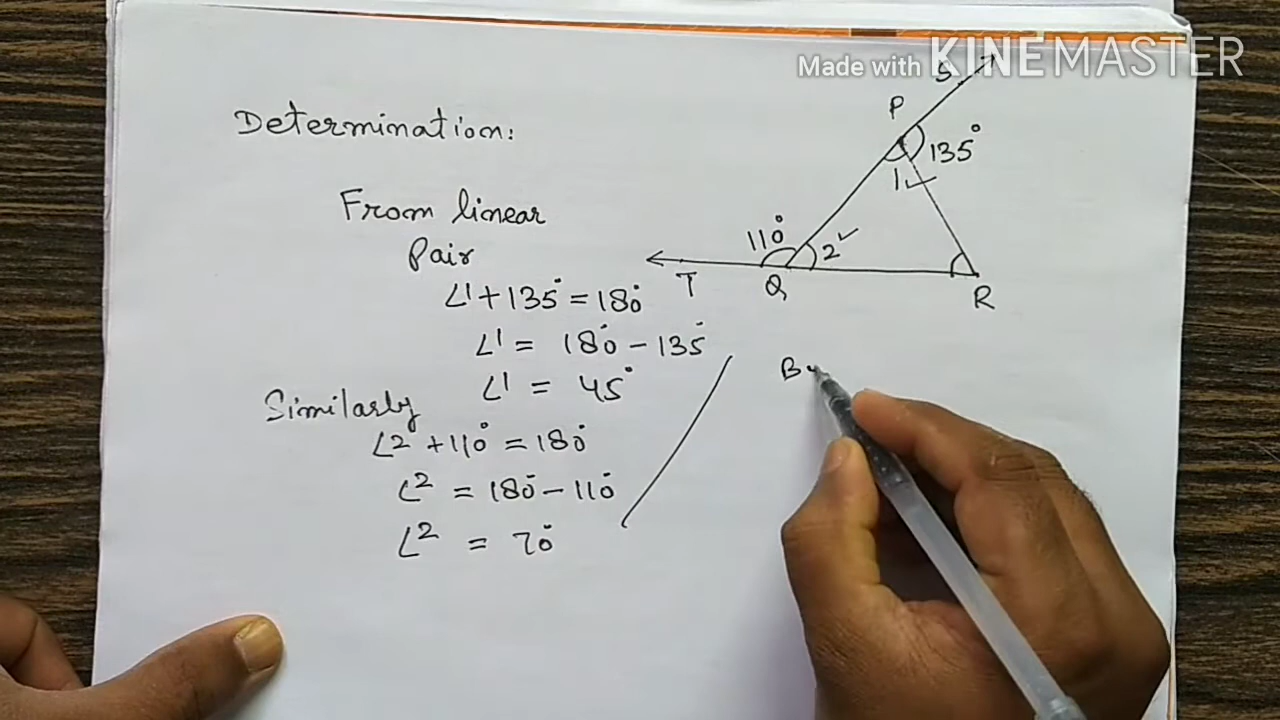 Made with KINEMASTER
Determination:
From linear
Pair
∠1 + 135° = 180°
∠1 = 180° - 135°
∠1 = 45°
Similarly
∠2 + 110° = 180°
∠2 = 180° - 110°
∠2 = 70°
S
P
135°
1
110°
2
T
Q
R
By